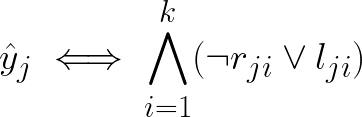 ŷ_j ⟺ ⋀_{i=1}^{k} (¬r_{ji} ∨ l_{ji})